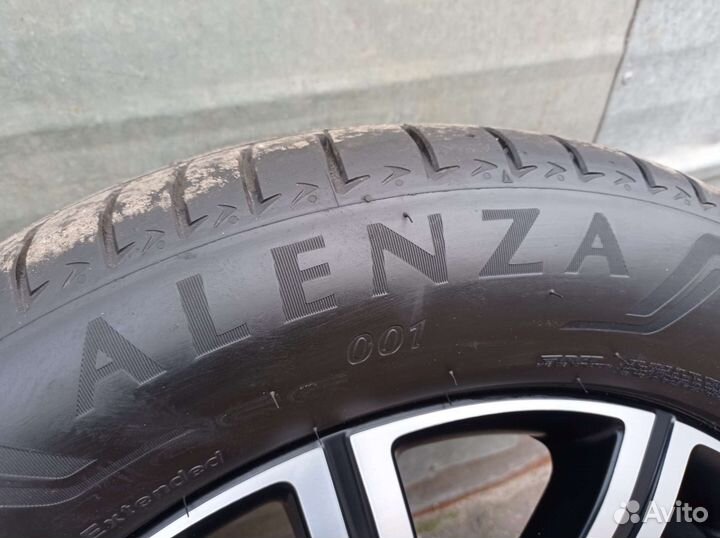 ALENZA
001
Extended
Avito